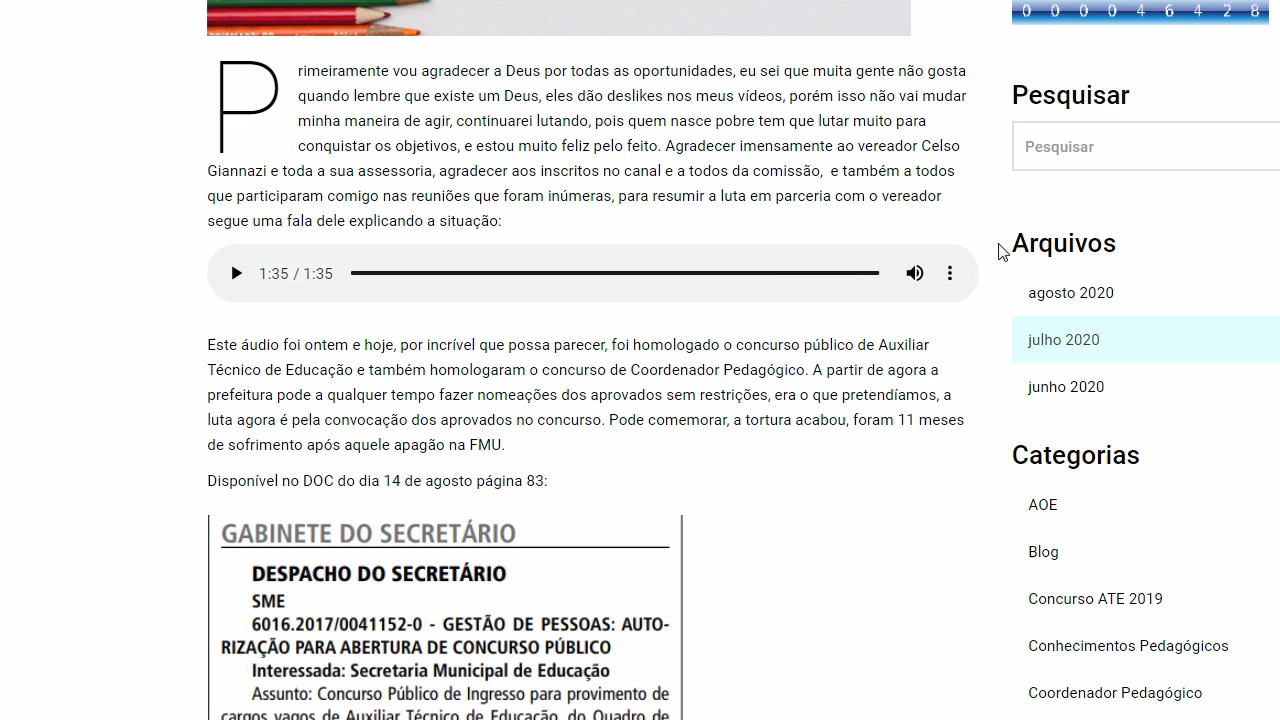 0 0 0 0 4 6 4 2 8
Primeiramente vou agradecer a Deus por todas as oportunidades, eu sei que muita gente não gosta
quando lembre que existe um Deus, eles dão deslikes nos meus vídeos, porém isso não vai mudar
minha maneira de agir, continuarei lutando, pois quem nasce pobre tem que lutar muito para
conquistar os objetivos, e estou muito feliz pelo feito. Agradecer imensamente ao vereador Celso
Giannazi e toda a sua assessoria, agradecer aos inscritos no canal e a todos da comissão, e também a todos
que participaram comigo nas reuniões que foram inúmeras, para resumir a luta em parceria com o vereador
segue uma fala dele explicando a situação:
1:35 / 1:35
Este áudio foi ontem e hoje, por incrível que possa parecer, foi homologado o concurso público de Auxiliar
Técnico de Educação e também homologaram o concurso de Coordenador Pedagógico. A partir de agora a
prefeitura pode a qualquer tempo fazer nomeações dos aprovados sem restrições, era o que pretendíamos, a
luta agora é pela convocação dos aprovados no concurso. Pode comemorar, a tortura acabou, foram 11 meses
de sofrimento após aquele apagão na FMU.
Disponível no DOC do dia 14 de agosto página 83:
GABINETE DO SECRETÁRIO
DESPACHO DO SECRETÁRIO
SME
6016.2017/0041152-0 - GESTÃO DE PESSOAS: AUTO-
RIZAÇÃO PARA ABERTURA DE CONCURSO PÚBLICO
Interessada: Secretaria Municipal de Educação
Assunto: Concurso Público de Ingresso para provimento de
cargos vagos de Auxiliar Técnico de Educação, do Quadro de
Pesquisar
Pesquisar
Arquivos
agosto 2020
julho 2020
junho 2020
Categorias
AOE
Blog
Concurso ATE 2019
Conhecimentos Pedagógicos
Coordenador Pedagógico